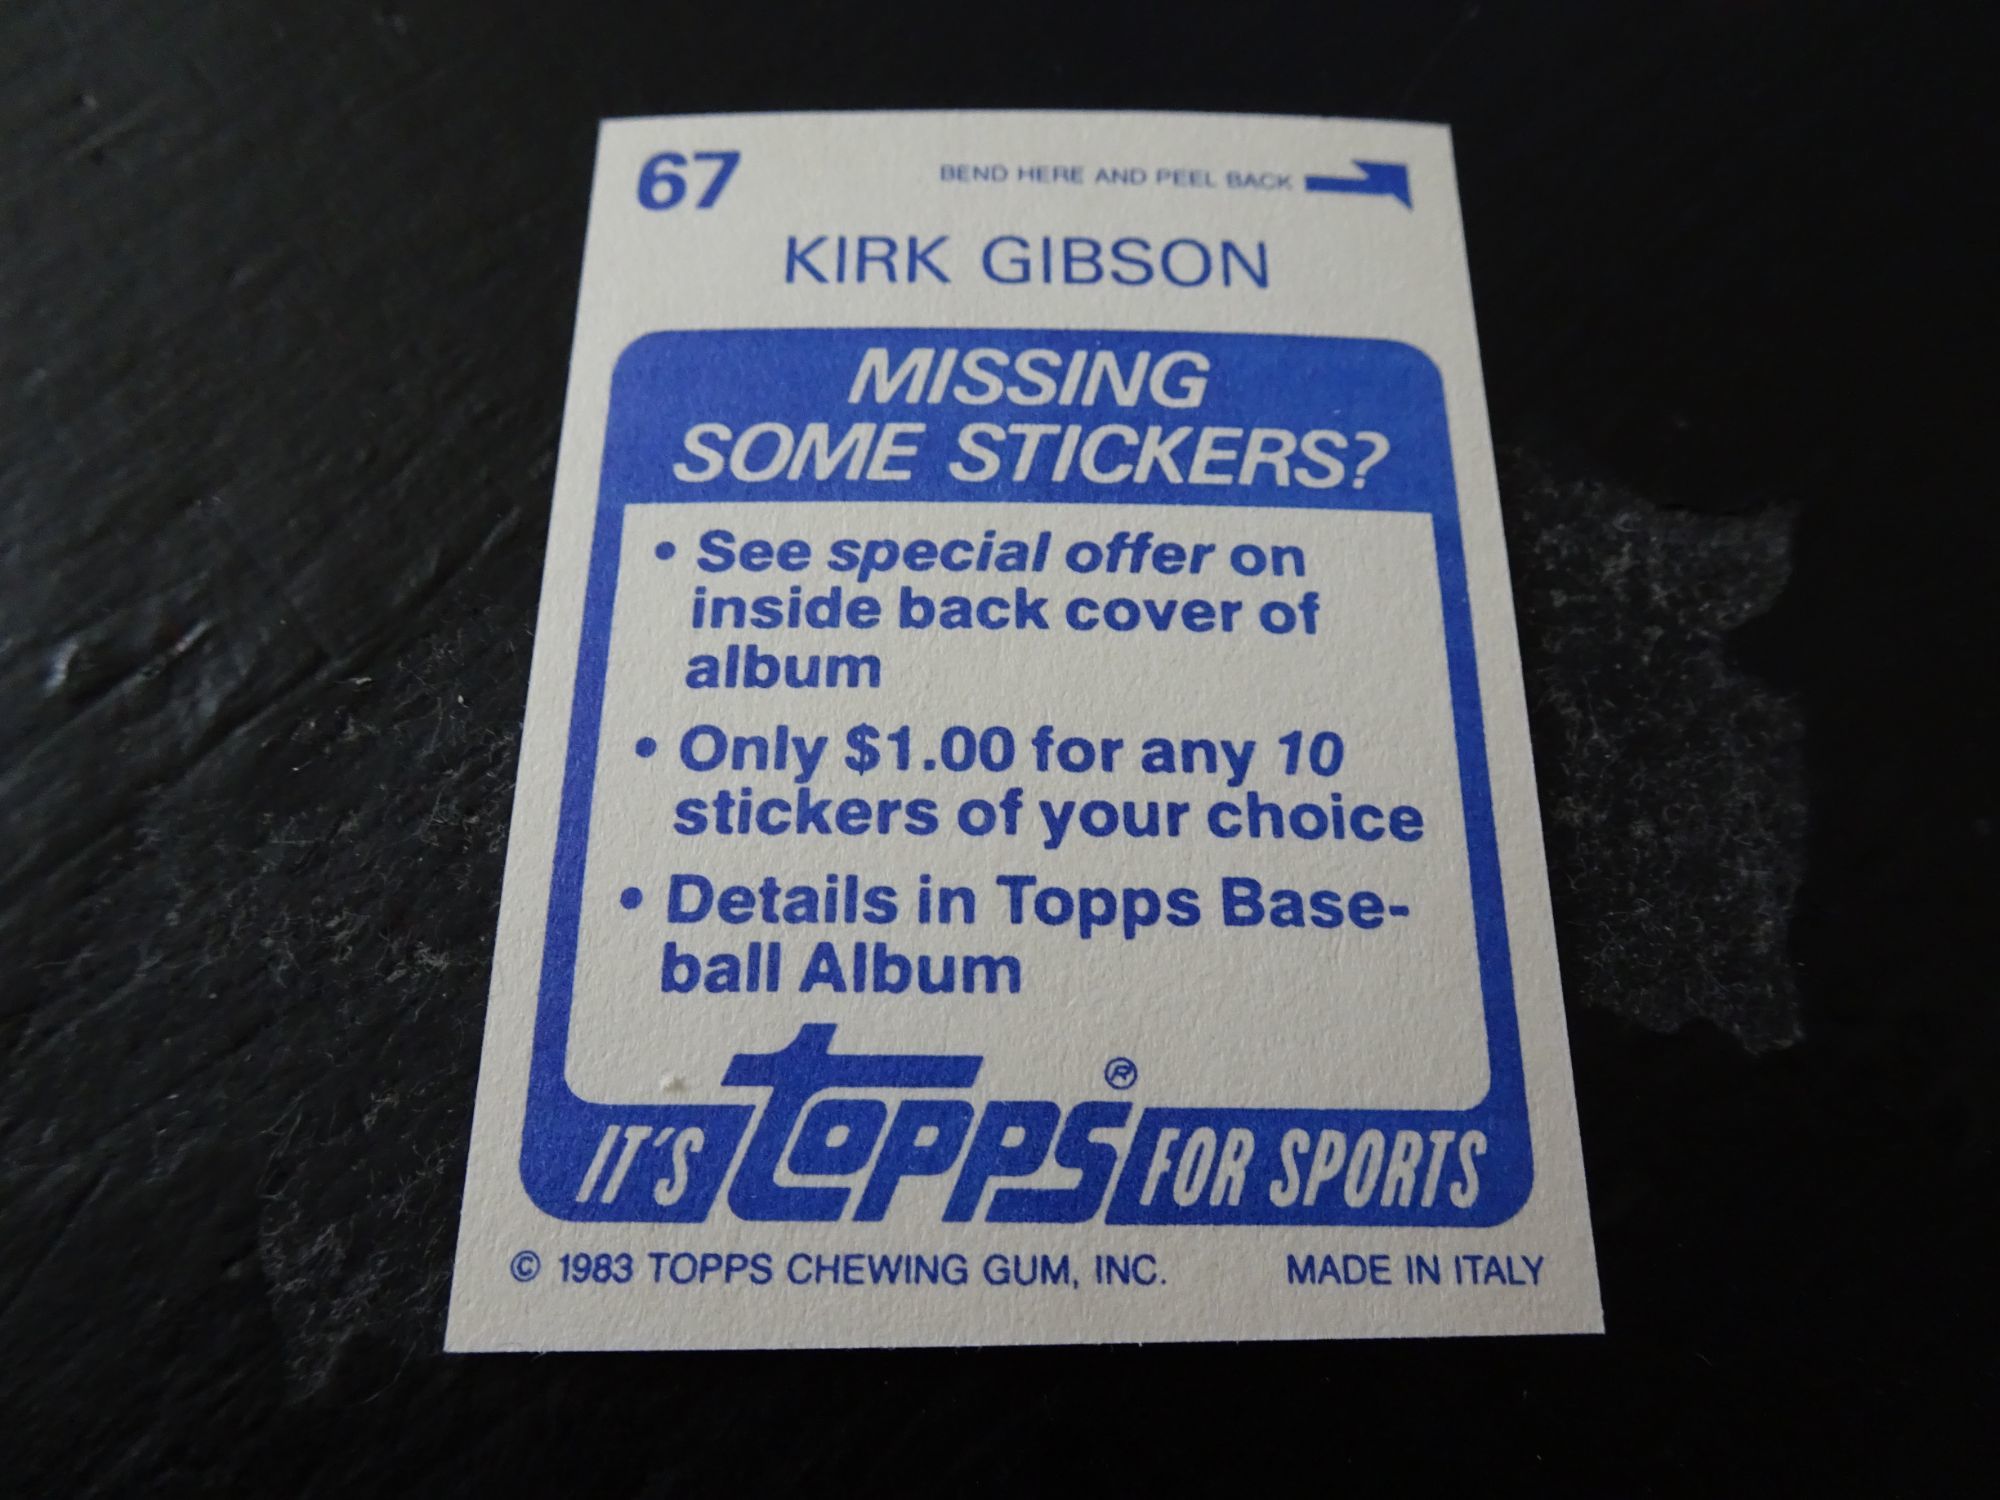 67
BEND HERE AND PEEL BACK
KIRK GIBSON
MISSING
SOME STICKERS?
• See special offer on
inside back cover of
album
• Only $1.00 for any 10
stickers of your choice
• Details in Topps Base-
ball Album
IT'S topps® FOR SPORTS
© 1983 TOPPS CHEWING GUM, INC. MADE IN ITALY